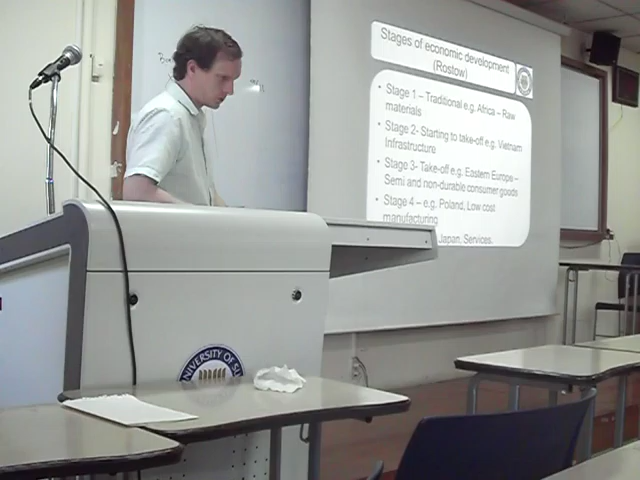 Stages of economic development
(Rostow)
• Stage 1 – Traditional e.g. Africa – Raw
materials
• Stage 2- Starting to take-off e.g. Vietnam
Infrastructure
• Stage 3- Take-off e.g. Eastern Europe –
Semi and non-durable consumer goods
• Stage 4 – e.g. Poland, Low cost
manufacturing
Japan, Services.
UNIVERSITY OF SU